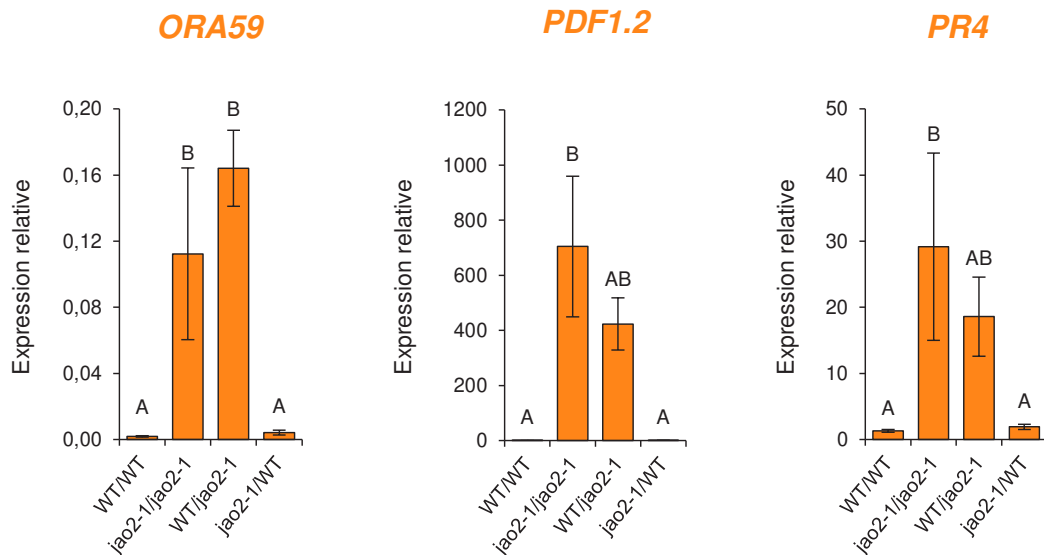 ORA59
PDF1.2
PR4
Expression relative
0,20
0,16
0,12
0,08
0,04
0,00
A
B
B
A
WT/WT
jao2-1/jao2-1
WT/jao2-1
jao2-1/WT
Expression relative
1200
1000
800
600
400
200
0
A
B
AB
A
WT/WT
jao2-1/jao2-1
WT/jao2-1
jao2-1/WT
Expression relative
50
40
30
20
10
0
A
B
AB
A
WT/WT
jao2-1/jao2-1
WT/jao2-1
jao2-1/WT